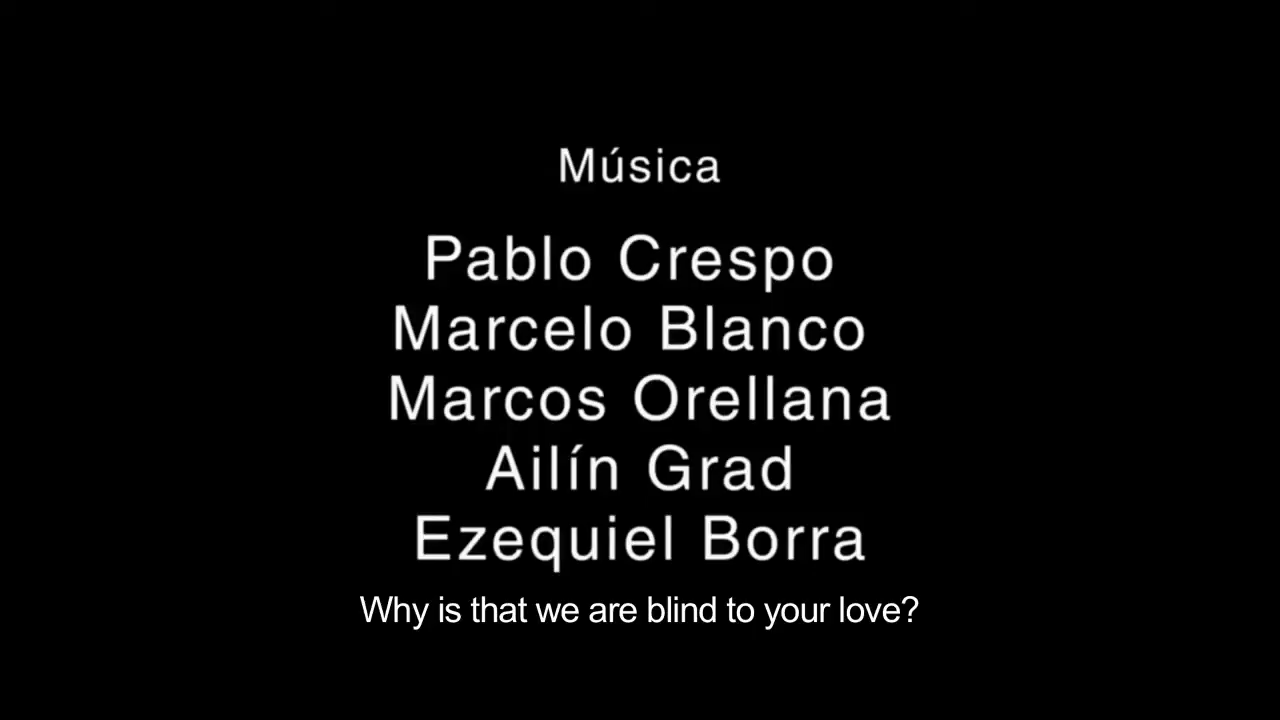 Música
Pablo Crespo
Marcelo Blanco
Marcos Orellana
Ailín Grad
Ezequiel Borra
Why is that we are blind to your love?